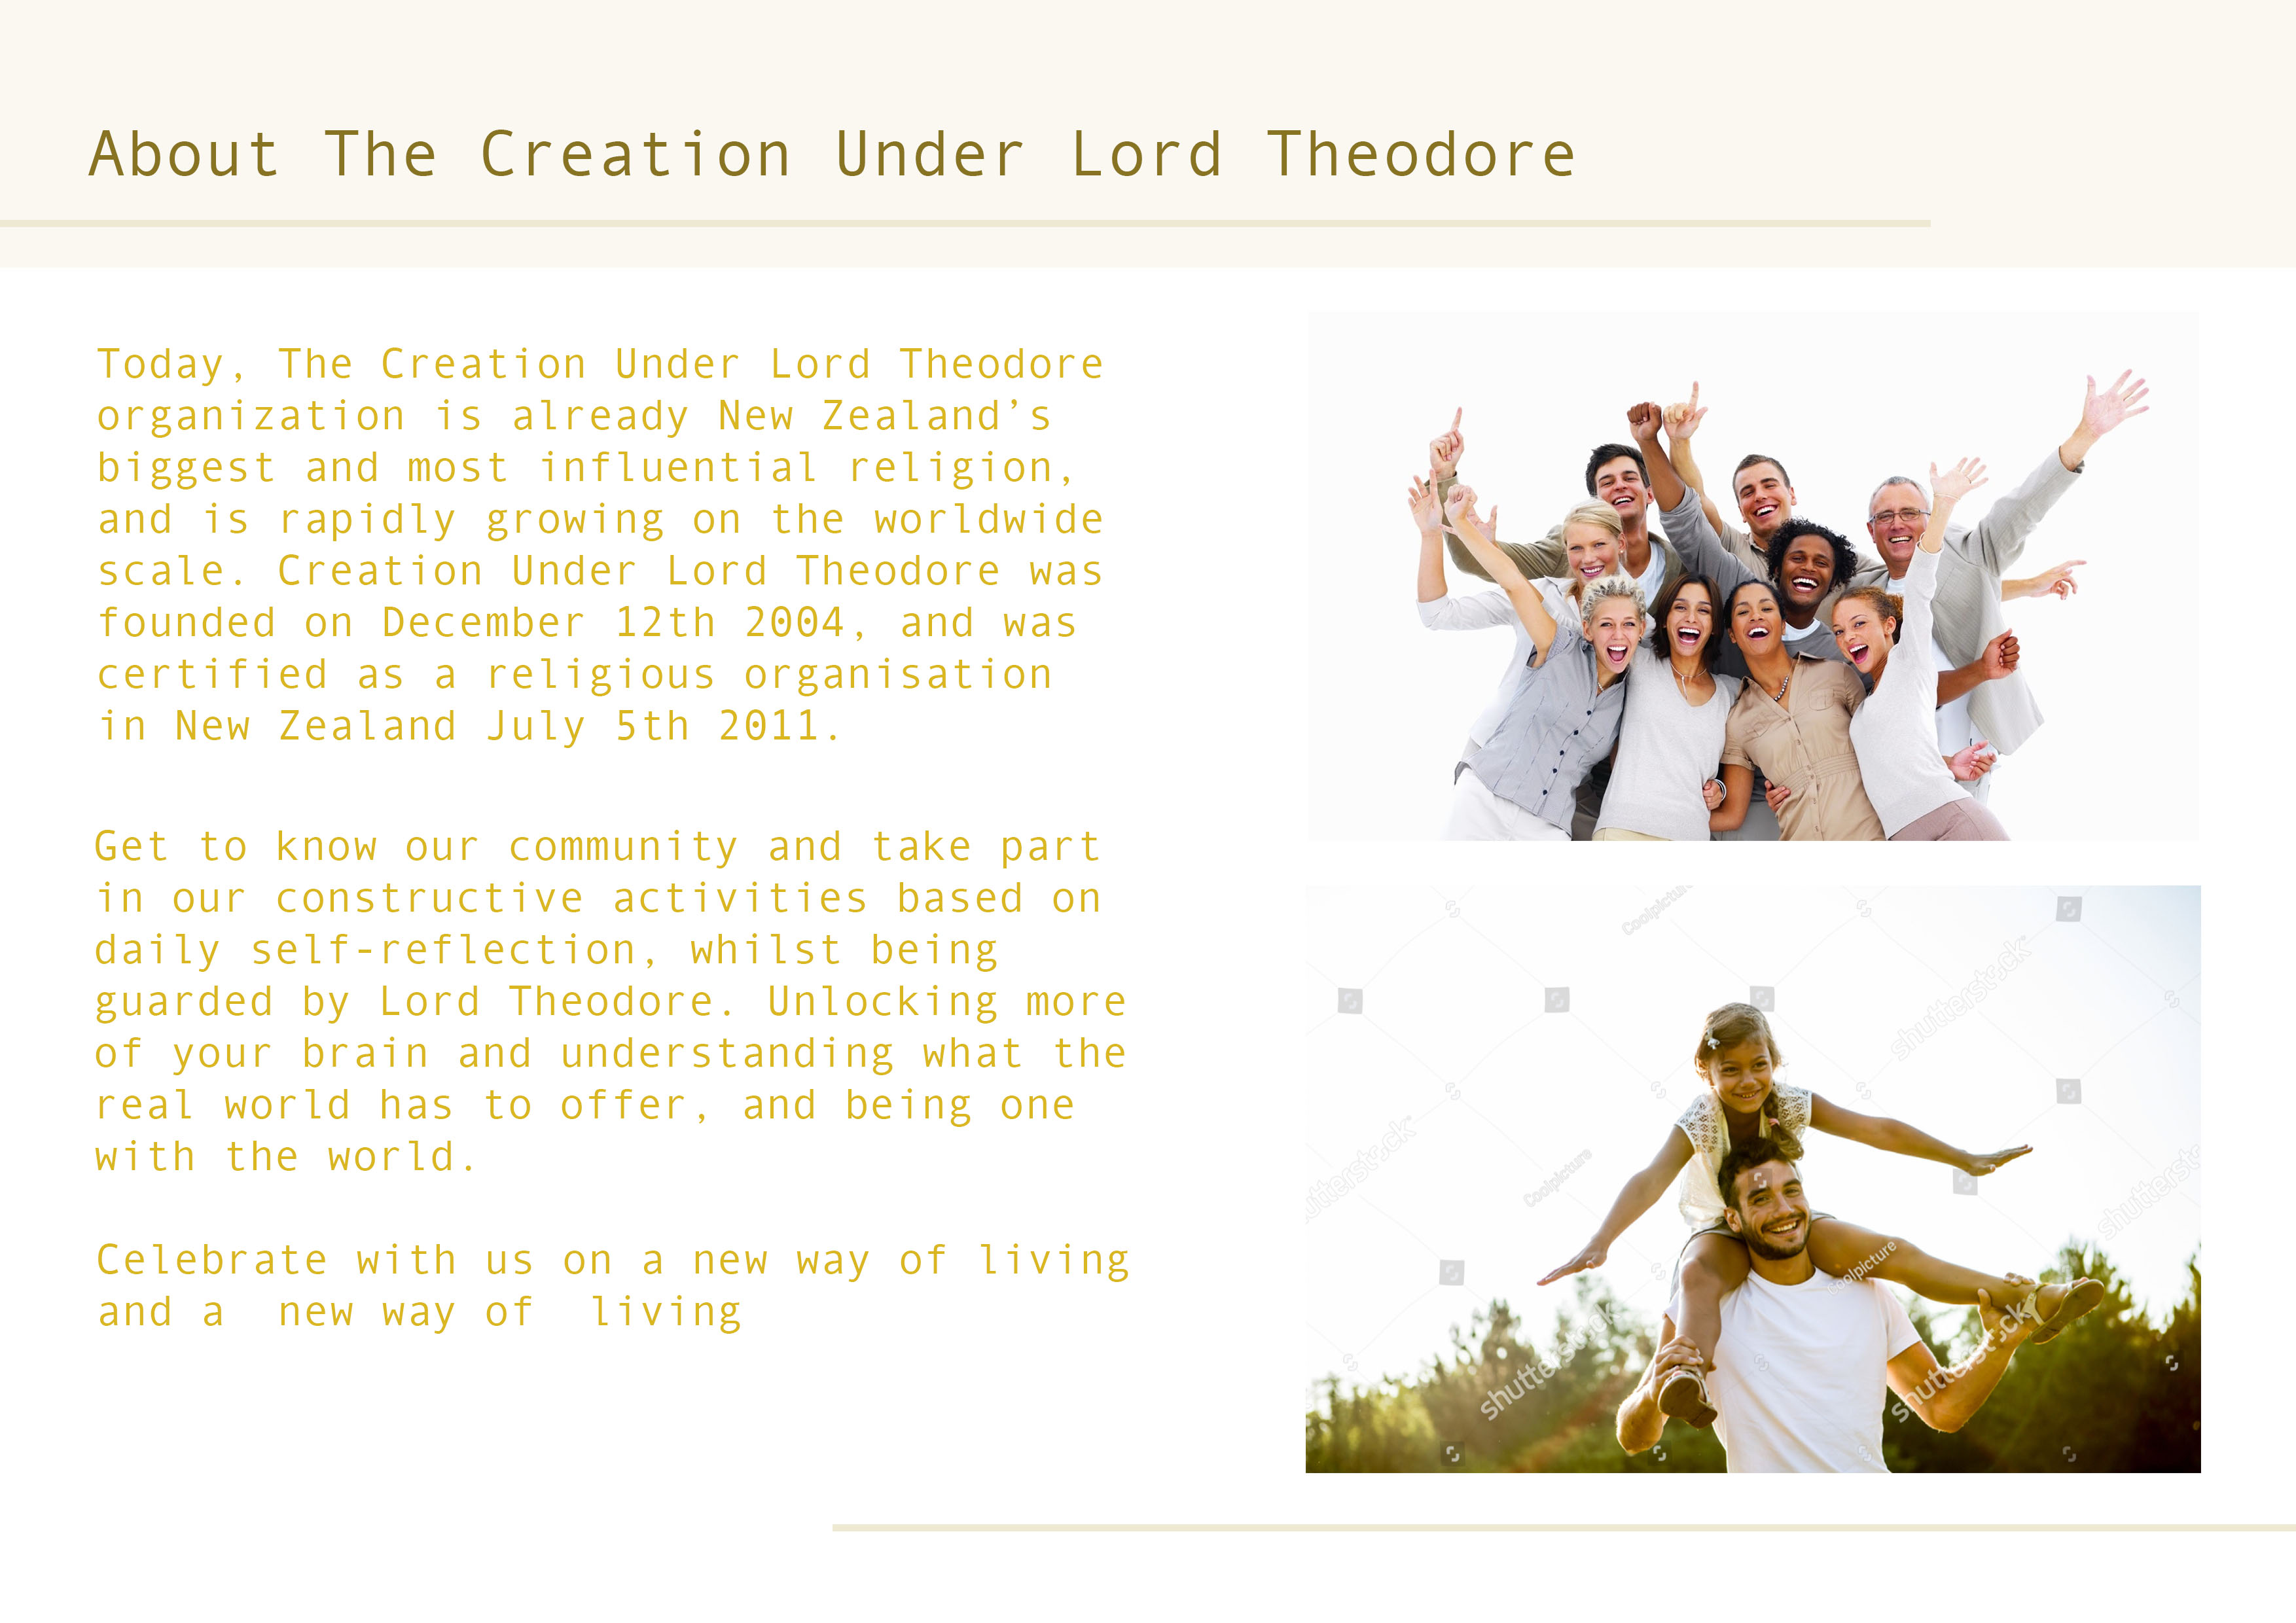 About The Creation Under Lord Theodore
Today, The Creation Under Lord Theodore
organization is already New Zealand’s
biggest and most influential religion,
and is rapidly growing on the worldwide
scale. Creation Under Lord Theodore was
founded on December 12th 2004, and was
certified as a religious organisation
in New Zealand July 5th 2011.
Get to know our community and take part
in our constructive activities based on
daily self-reflection, whilst being
guarded by Lord Theodore. Unlocking more
of your brain and understanding what the
real world has to offer, and being one
with the world.
Celebrate with us on a new way of living
and a  new way of  living
Coolpicture
shutterstock
shutterstock
Coolpicture
shutterstock
Coolpicture
shutterstock
shutterstock